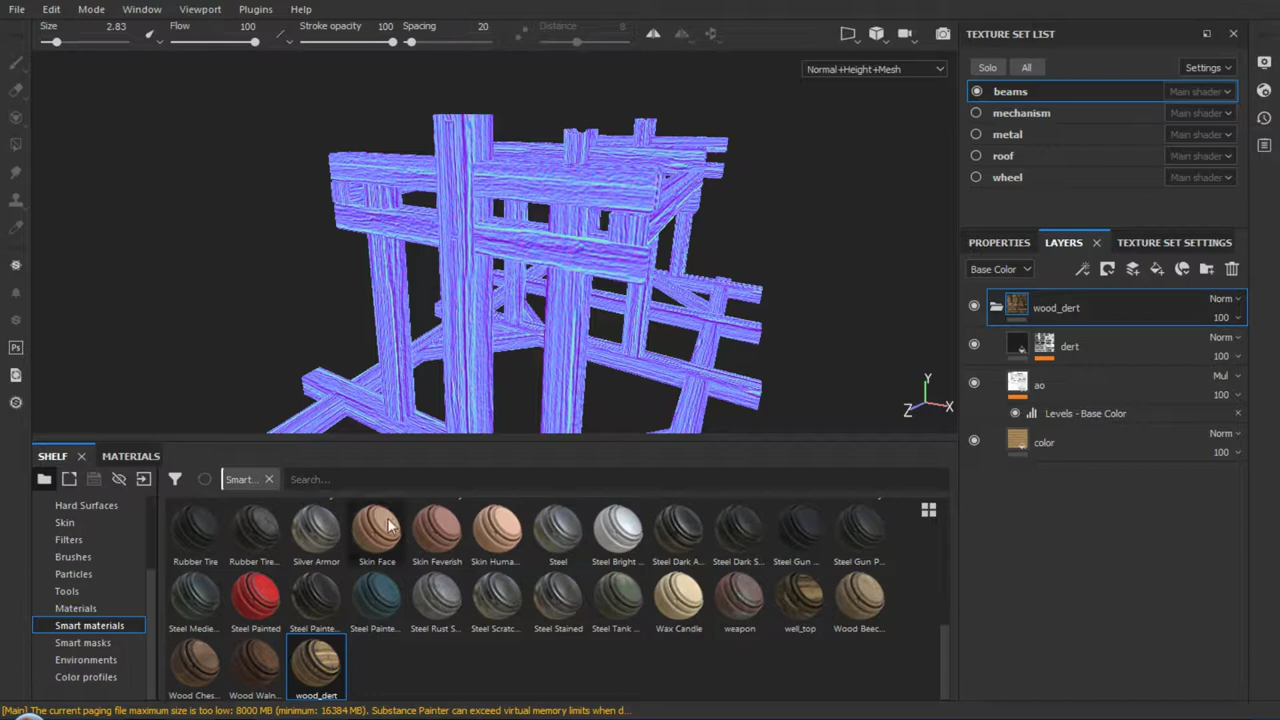 File Edit Mode Window Viewport Plugins Help
Size 2.83 Flow 100 Stroke opacity 100 Spacing 20 Distance 8
Normal+Height+Mesh
Y
Z X
TEXTURE SET LIST
Solo All Settings
beams Main shader
mechanism Main shader
metal Main shader
roof Main shader
wheel Main shader
PROPERTIES LAYERS TEXTURE SET SETTINGS
Base Color
wood_dert Norm 100
dert Norm 100
ao Mul 100
Levels - Base Color
color Norm 100
Ps
SHELF MATERIALS
Smart... Search...
Hard Surfaces
Skin
Filters
Brushes
Particles
Tools
Materials
Smart materials
Smart masks
Environments
Color profiles
Rubber Tire Rubber Tire... Silver Armor Skin Face Skin Feverish Skin Huma... Steel Steel Bright ... Steel Dark A... Steel Dark S... Steel Gun ... Steel Gun P...
Steel Medie... Steel Painted Steel Painte... Steel Painte... Steel Rust S... Steel Scratc... Steel Stained Steel Tank ... Wax Candle weapon well_top Wood Beec...
Wood Ches... Wood Waln... wood_dert
[Main] The current paging file maximum size is too low: 8000 MB (minimum: 16384 MB). Substance Painter can exceed virtual memory limits when d...